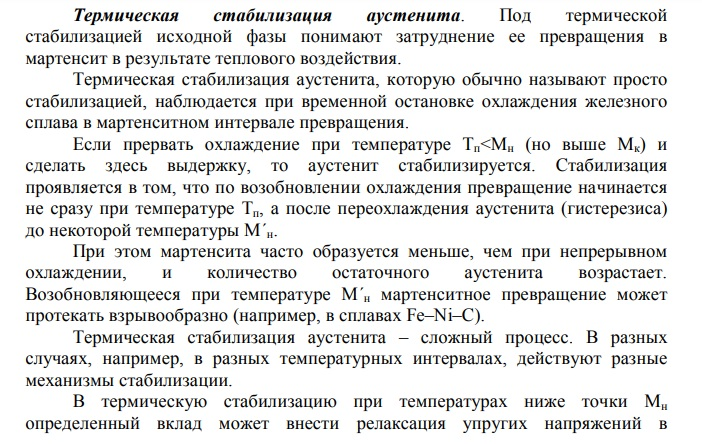 Термическая стабилизация аустенита. Под термической
стабилизацией исходной фазы понимают затруднение ее превращения в
мартенсит в результате теплового воздействия.
Термическая стабилизация аустенита, которую обычно называют просто
стабилизацией, наблюдается при временной остановке охлаждения железного
сплава в мартенситном интервале превращения.
Если прервать охлаждение при температуре Тп<Мн (но выше Мк) и
сделать здесь выдержку, то аустенит стабилизируется. Стабилизация
проявляется в том, что по возобновлении охлаждения превращение начинается
не сразу при температуре Тп, а после переохлаждения аустенита (гистерезиса)
до некоторой температуры М´н.
При этом мартенсита часто образуется меньше, чем при непрерывном
охлаждении, и количество остаточного аустенита возрастает.
Возобновляющееся при температуре М´н мартенситное превращение может
протекать взрывообразно (например, в сплавах Fe–Ni–C).
Термическая стабилизация аустенита – сложный процесс. В разных
случаях, например, в разных температурных интервалах, действуют разные
механизмы стабилизации.
В термическую стабилизацию при температурах ниже точки Мн
определенный вклад может внести релаксация упругих напряжений в